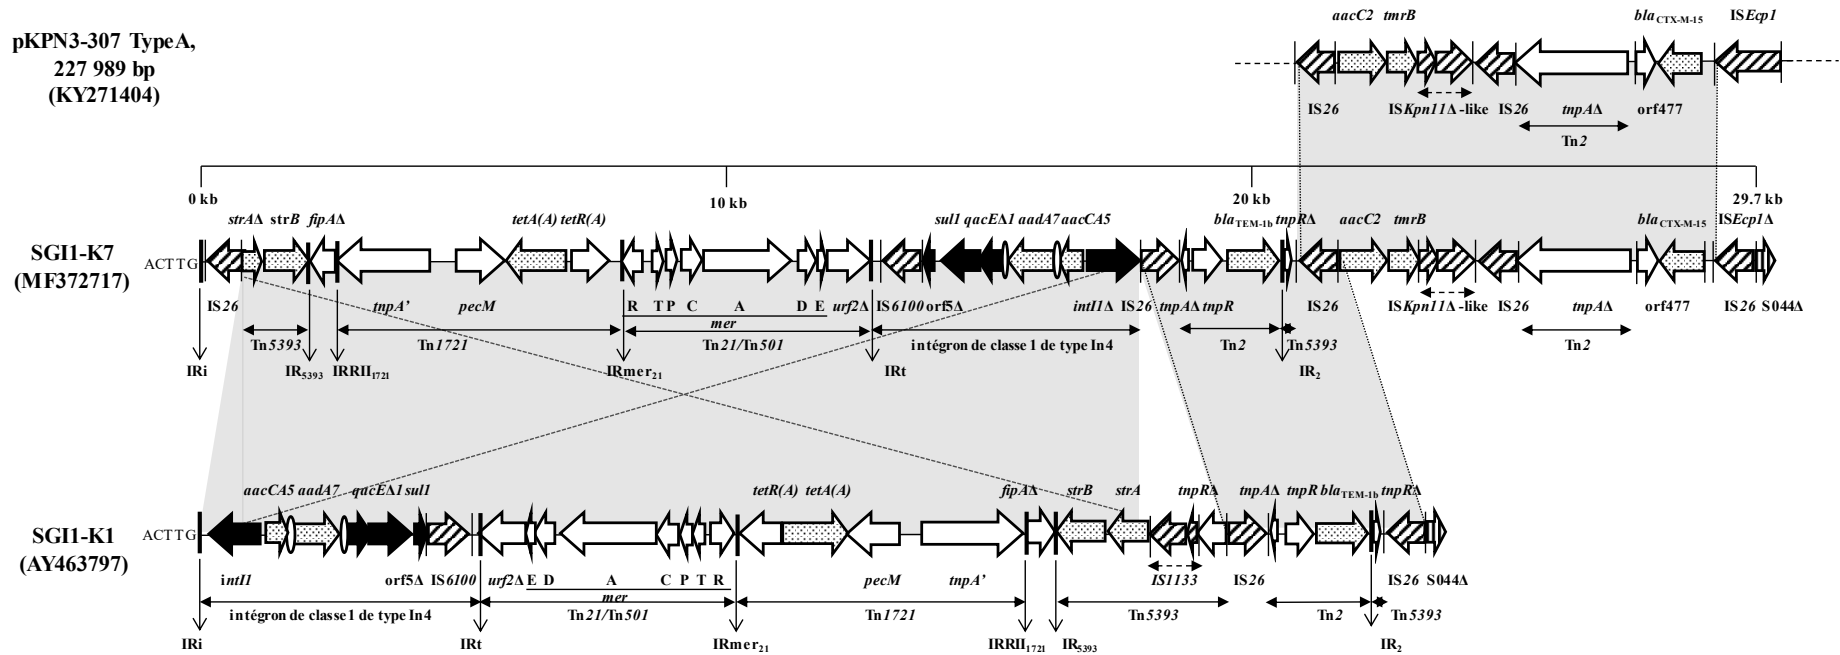 aacC2 tmrB blaCTX-M-15 ISEcp1
pKPN3-307 TypeA,
227 989 bp
(KY271404)
IS26 ISKpn11Δ-like IS26 tnpAΔ orf477
Tn2
0 kb 10 kb 20 kb 29.7 kb
strAΔ strB fipAΔ tetA(A) tetR(A) sul1 qacEΔ1 aadA7 aacCA5 blaTEM-1b tnpRΔ aacC2 tmrB blaCTX-M-15 ISEcp1Δ
SGI1-K7
(MF372717)
ACTTG
IS26 tnpA’ pecM R T P C A D E urf2Δ IS6100 orf5Δ intI1Δ IS26 tnpAΔ tnpR IS26 ISKpn11Δ-like IS26 tnpAΔ orf477 IS26 S044Δ
mer
Tn5393 Tn1721 Tn21/Tn501 intégron de classe 1 de type In4 Tn2 Tn5393 Tn2
IRi IR5393 IRRII1721 IRmer21 IRt IR2
aacCA5 aadA7 qacEΔ1 sul1 tetR(A) tetA(A) fipAΔ strB strA tnpRΔ tnpAΔ tnpR blaTEM-1b tnpRΔ
SGI1-K1
(AY463797)
ACTTG
intI1 orf5Δ IS6100 urf2Δ E D A C P T R pecM tnpA’ IS1133 IS26 IS26 S044Δ
mer
intégron de classe 1 de type In4 Tn21/Tn501 Tn1721 Tn5393 Tn2 Tn5393
IRi IRt IRmer21 IRRII1721 IR5393 IR2